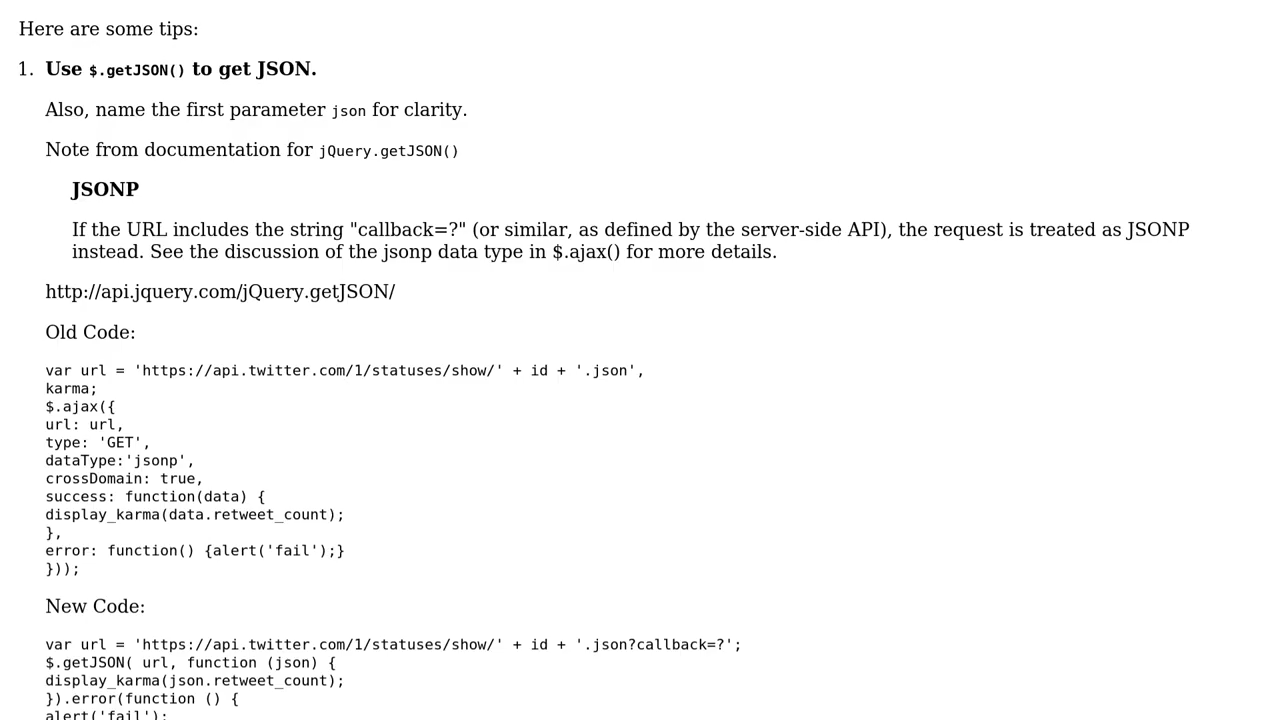 Here are some tips:
1. Use $.getJSON() to get JSON.
Also, name the first parameter json for clarity.
Note from documentation for jQuery.getJSON()
JSONP
If the URL includes the string "callback=?" (or similar, as defined by the server-side API), the request is treated as JSONP
instead. See the discussion of the jsonp data type in $.ajax() for more details.
http://api.jquery.com/jQuery.getJSON/
Old Code:
var url = 'https://api.twitter.com/1/statuses/show/' + id + '.json',
karma;
$.ajax({
url: url,
type: 'GET',
dataType:'jsonp',
crossDomain: true,
success: function(data) {
display_karma(data.retweet_count);
},
error: function() {alert('fail');}
}));
New Code:
var url = 'https://api.twitter.com/1/statuses/show/' + id + '.json?callback=?';
$.getJSON( url, function (json) {
display_karma(json.retweet_count);
}).error(function () {
alert('fail');